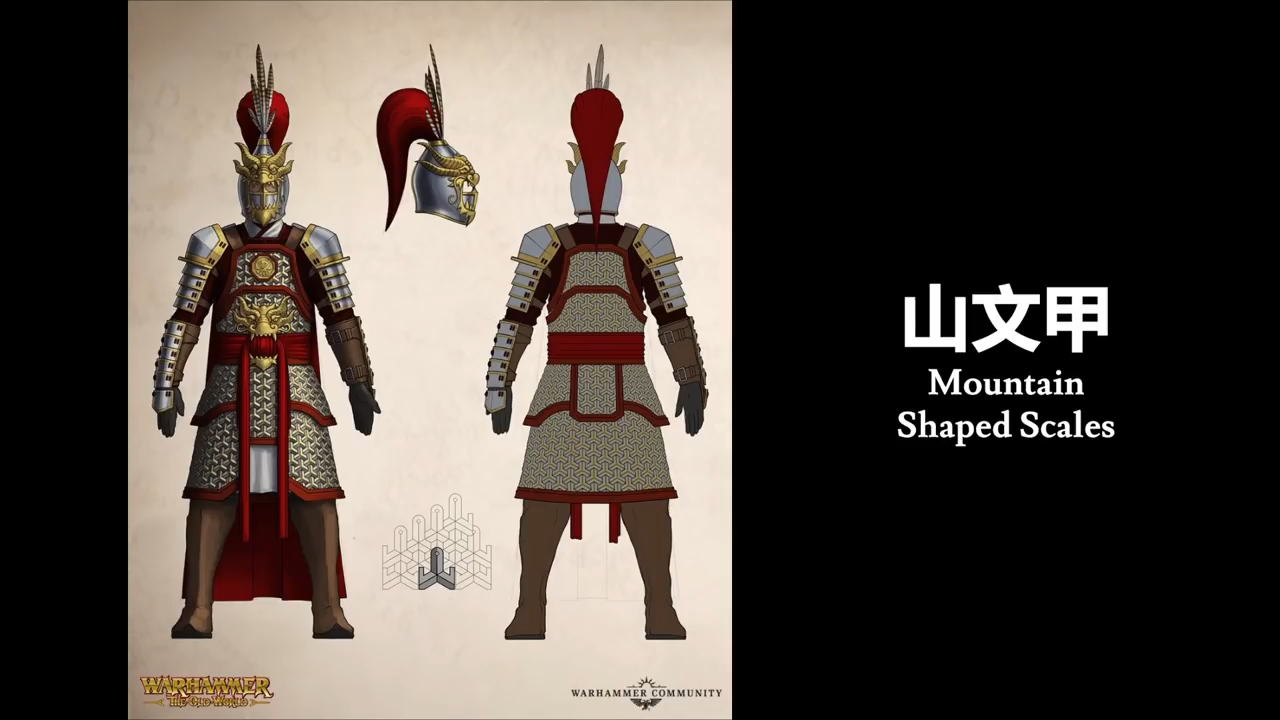 山文甲
Mountain
Shaped Scales
WARHAMMER
THE OLD WORLD
WARHAMMER COMMUNITY